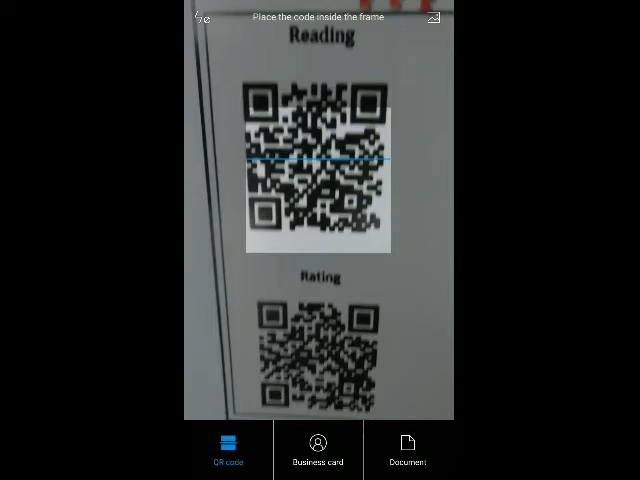 Place the code inside the frame
Reading
Rating
QR code
Business card
Document